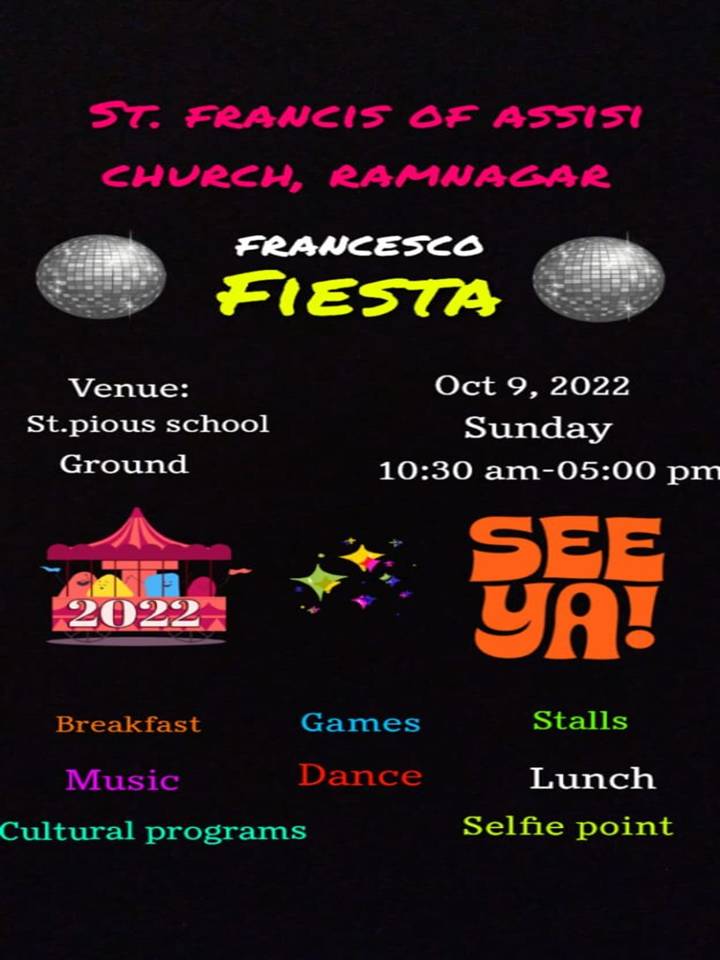 St. francis of assisi
church, ramnagar
francesco
Fiesta
Venue:
St.pious school
Ground
Oct 9, 2022
Sunday
10:30 am-05:00 pm
2022
SEE
YA!
Breakfast
Games
Stalls
Music
Dance
Lunch
Cultural programs
Selfie point